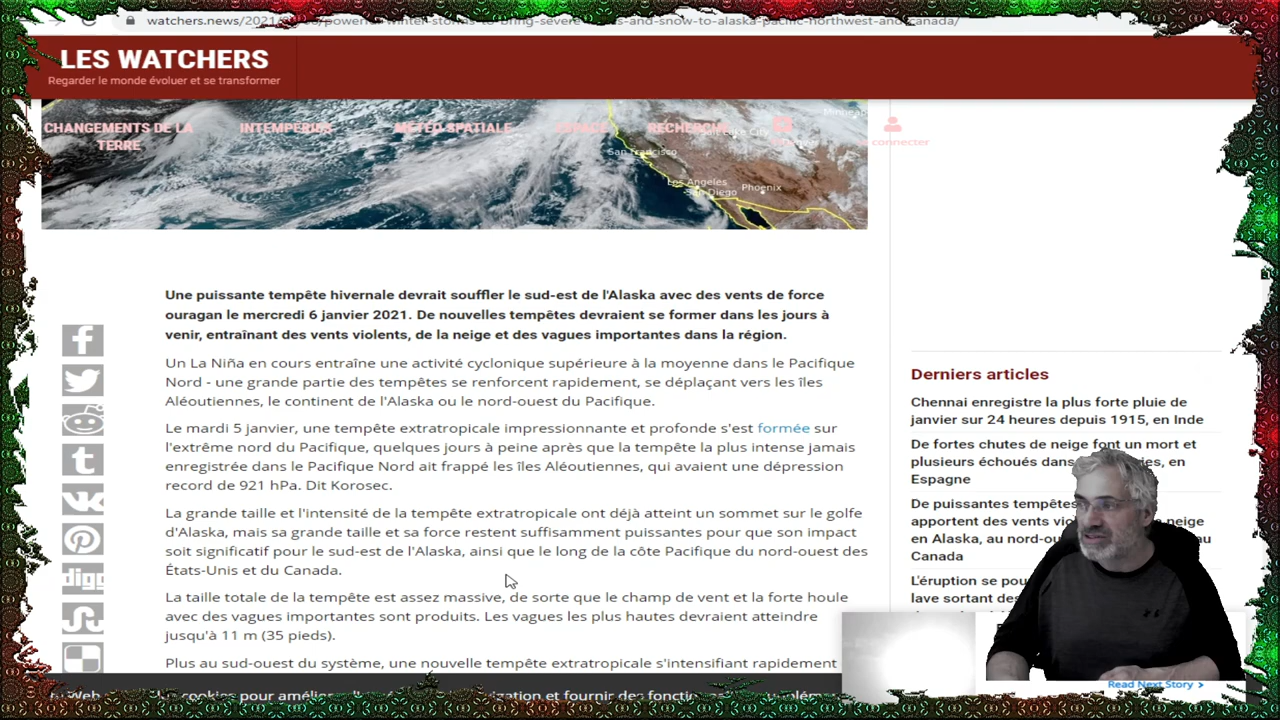 LES WATCHERS
Regarder le monde évoluer et se transformer
CHANGEMENTS DE LA
TERRE
INTEMPÉRIES
MÉTÉO SPATIALE
ESPACE
RECHERCHE
connecter
Salt Lake City
San Francisco
Los Angeles
San Diego
Phoenix
Une puissante tempête hivernale devrait souffler le sud-est de l'Alaska avec des vents de force
ouragan le mercredi 6 janvier 2021. De nouvelles tempêtes devraient se former dans les jours à
venir, entraînant des vents violents, de la neige et des vagues importantes dans la région.
Un La Niña en cours entraîne une activité cyclonique supérieure à la moyenne dans le Pacifique
Nord - une grande partie des tempêtes se renforcent rapidement, se déplaçant vers les îles
Aléoutiennes, le continent de l'Alaska ou le nord-ouest du Pacifique.
Le mardi 5 janvier, une tempête extratropicale impressionnante et profonde s'est formée sur
l'extrême nord du Pacifique, quelques jours à peine après que la tempête la plus intense jamais
enregistrée dans le Pacifique Nord ait frappé les îles Aléoutiennes, qui avaient une dépression
record de 921 hPa. Dit Korosec.
La grande taille et l'intensité de la tempête extratropicale ont déjà atteint un sommet sur le golfe
d'Alaska, mais sa grande taille et sa force restent suffisamment puissantes pour que son impact
soit significatif pour le sud-est de l'Alaska, ainsi que le long de la côte Pacifique du nord-ouest des
États-Unis et du Canada.
La taille totale de la tempête est assez massive, de sorte que le champ de vent et la forte houle
avec des vagues importantes sont produits. Les vagues les plus hautes devraient atteindre
jusqu'à 11 m (35 pieds).
Plus au sud-ouest du système, une nouvelle tempête extratropicale s'intensifiant rapidement
digg
Derniers articles
Chennai enregistre la plus forte pluie de
janvier sur 24 heures depuis 1915, en Inde
De fortes chutes de neige font un mort et
plusieurs échoués dans en
Espagne
De puissantes tempêtes
apportent des vents neige
en Alaska, au au
Canada
L'éruption se
lave sortant
Read Next Story
cookies pour et fournir des